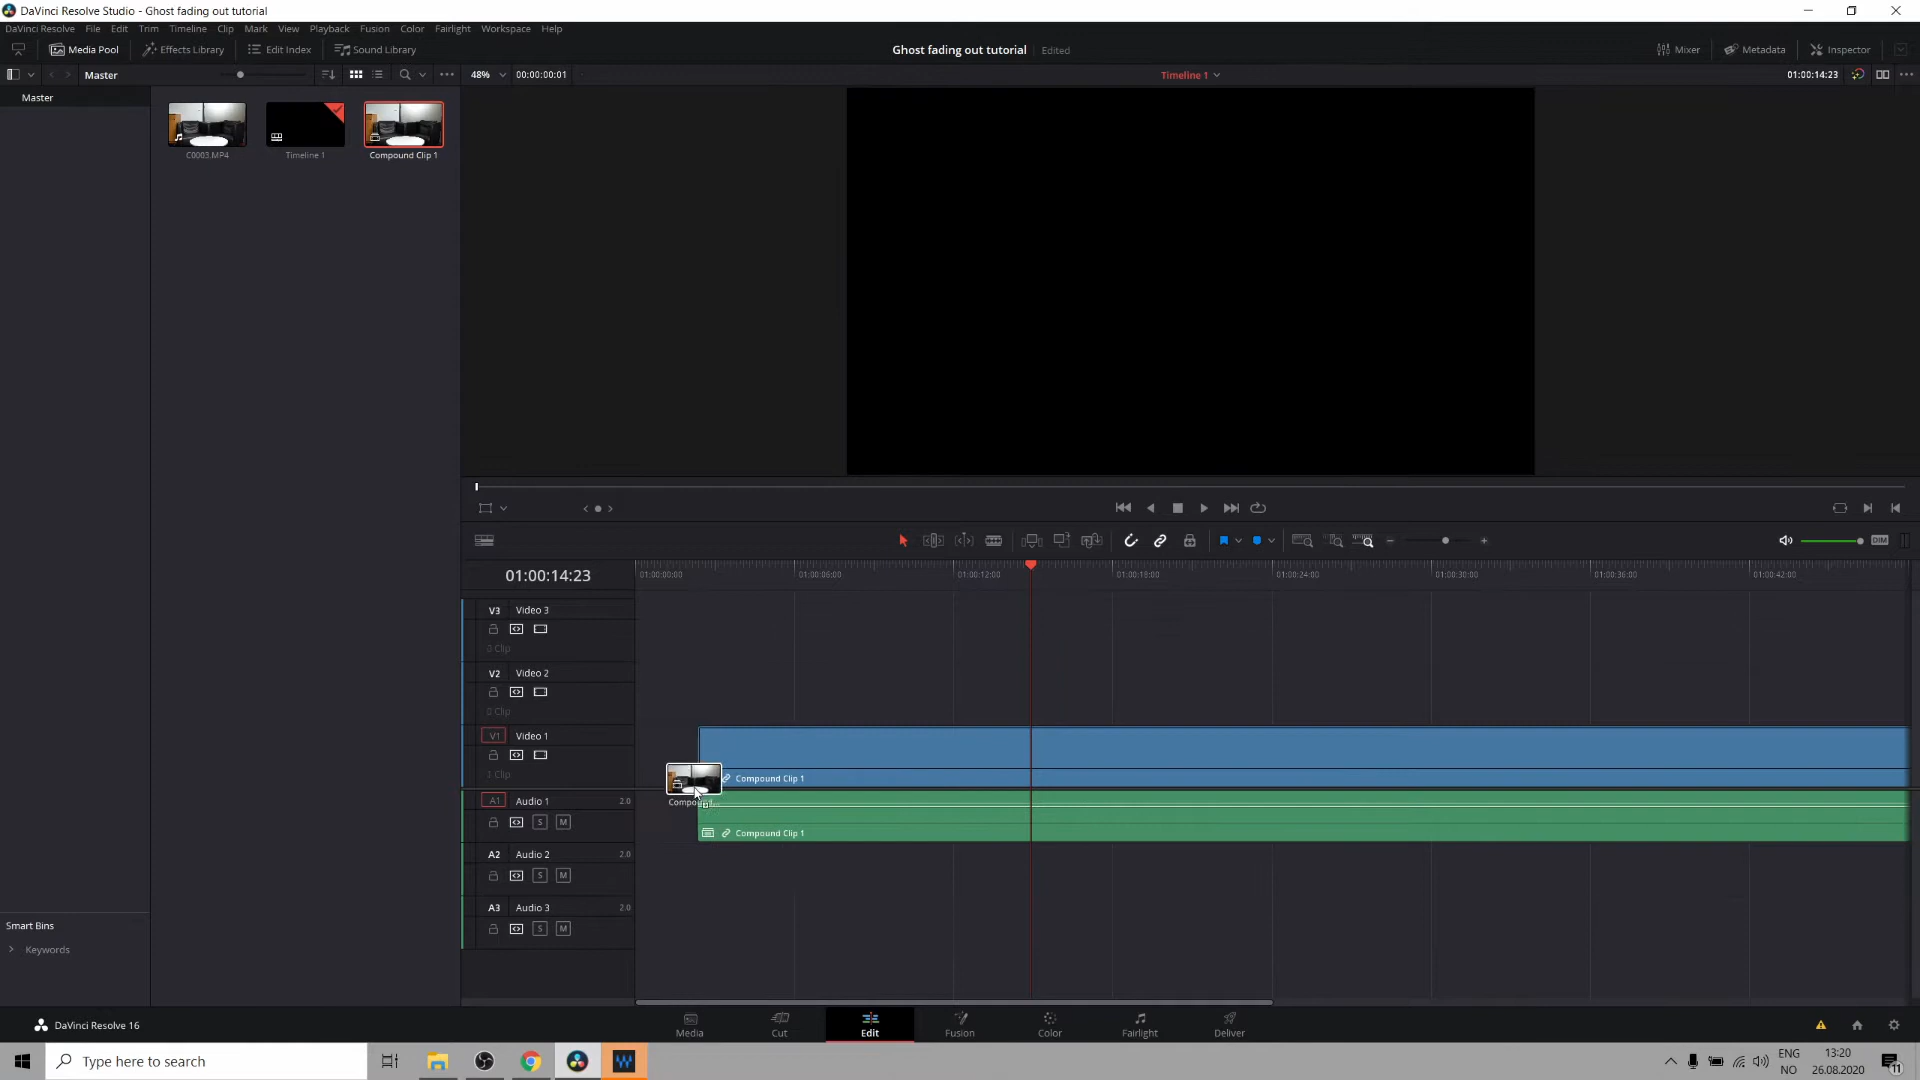 DaVinci Resolve Studio - Ghost fading out tutorial
DaVinci Resolve File Edit Trim Timeline Clip Mark View Playback Fusion Color Fairlight Workspace Help
Media Pool Effects Library Edit Index Sound Library Ghost fading out tutorial Edited Mixer Metadata Inspector
Master 48% 00:00:00:01 Timeline 1 01:00:14:23
Master
C0003.MP4 Timeline 1 Compound Clip 1
DIM
01:00:14:23 01:00:00:00 01:00:06:00 01:00:12:00 01:00:18:00 01:00:24:00 01:00:30:00 01:00:36:00 01:00:42:00
V3 Video 3
0 Clip
V2 Video 2
0 Clip
V1 Video 1
1 Clip
Compound Clip 1
A1 Audio 1 2.0
S M
Compound Clip 1
A2 Audio 2 2.0
S M
A3 Audio 3 2.0
S M
Smart Bins
Keywords
DaVinci Resolve 16
Media Cut Edit Fusion Color Fairlight Deliver
Type here to search
ENG
NO
13:20
26.08.2020
11